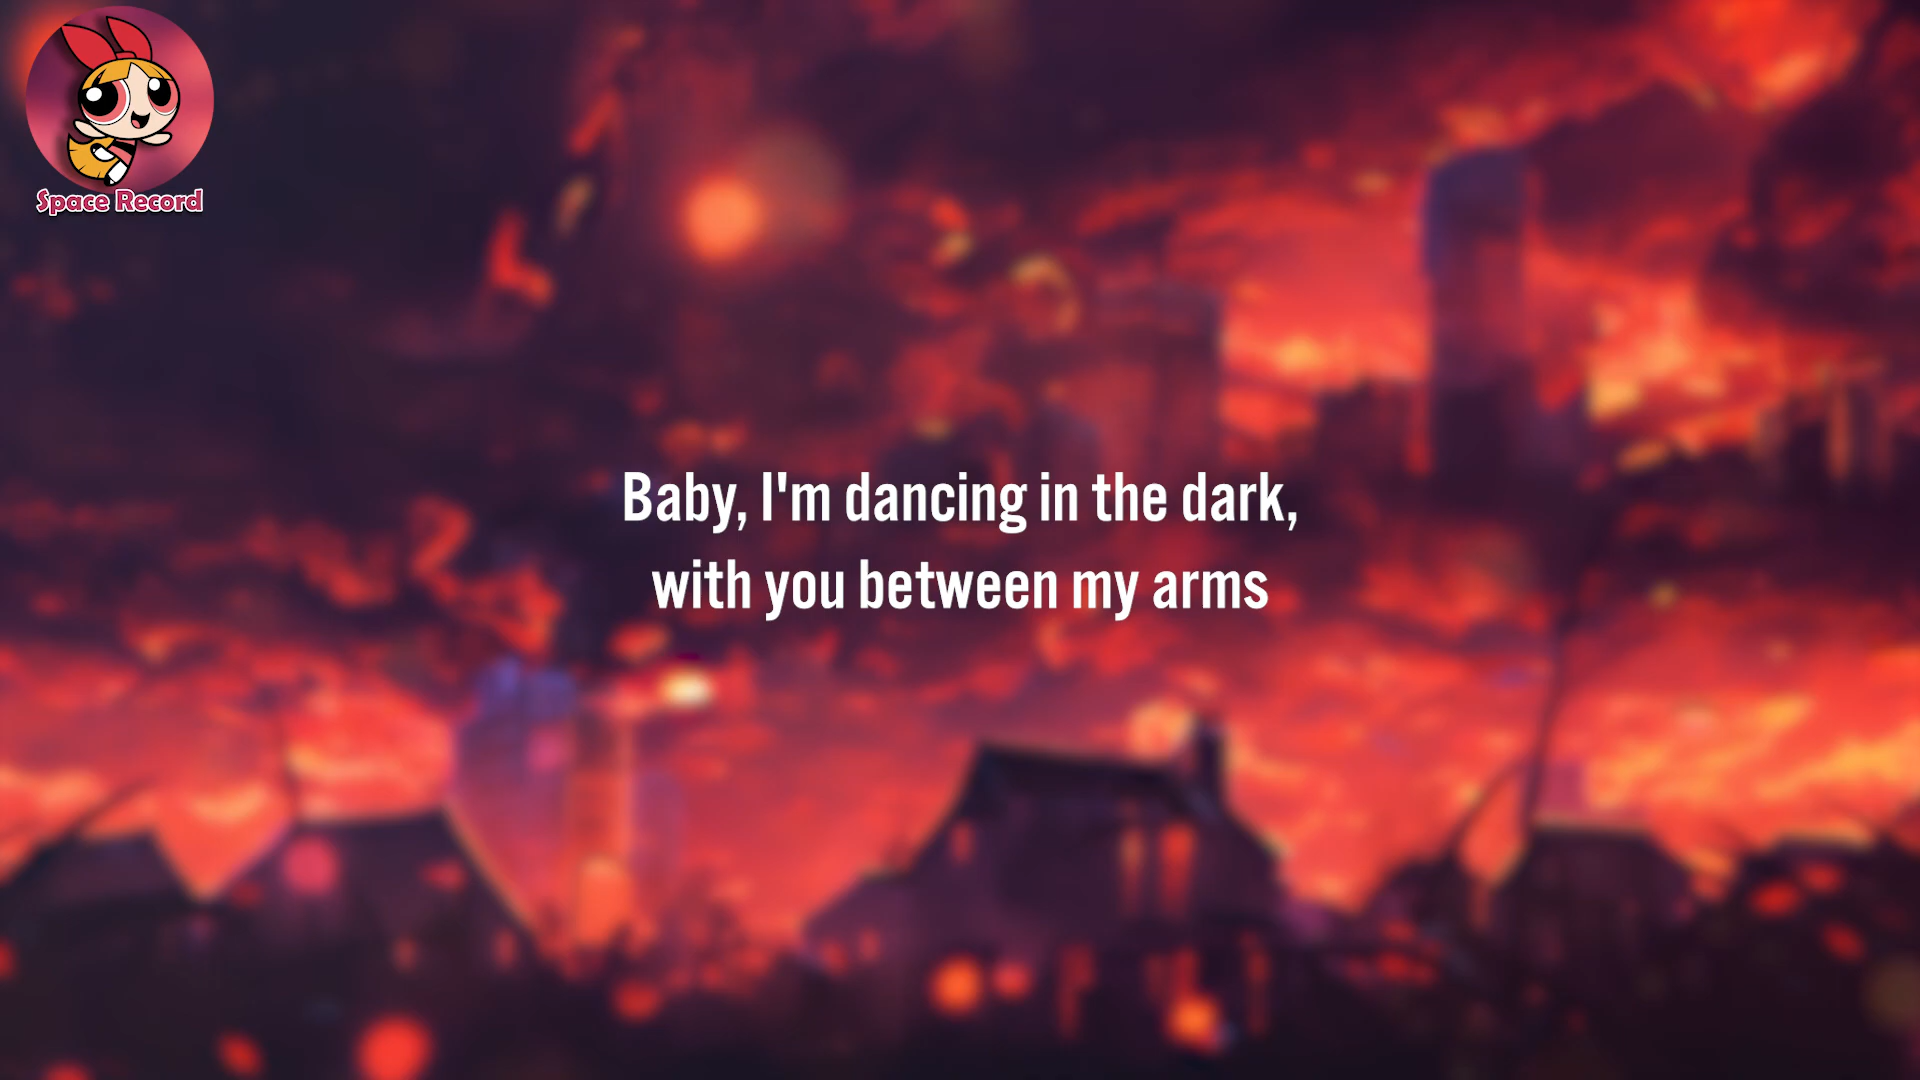 Space Record
Baby, I'm dancing in the dark,
with you between my arms